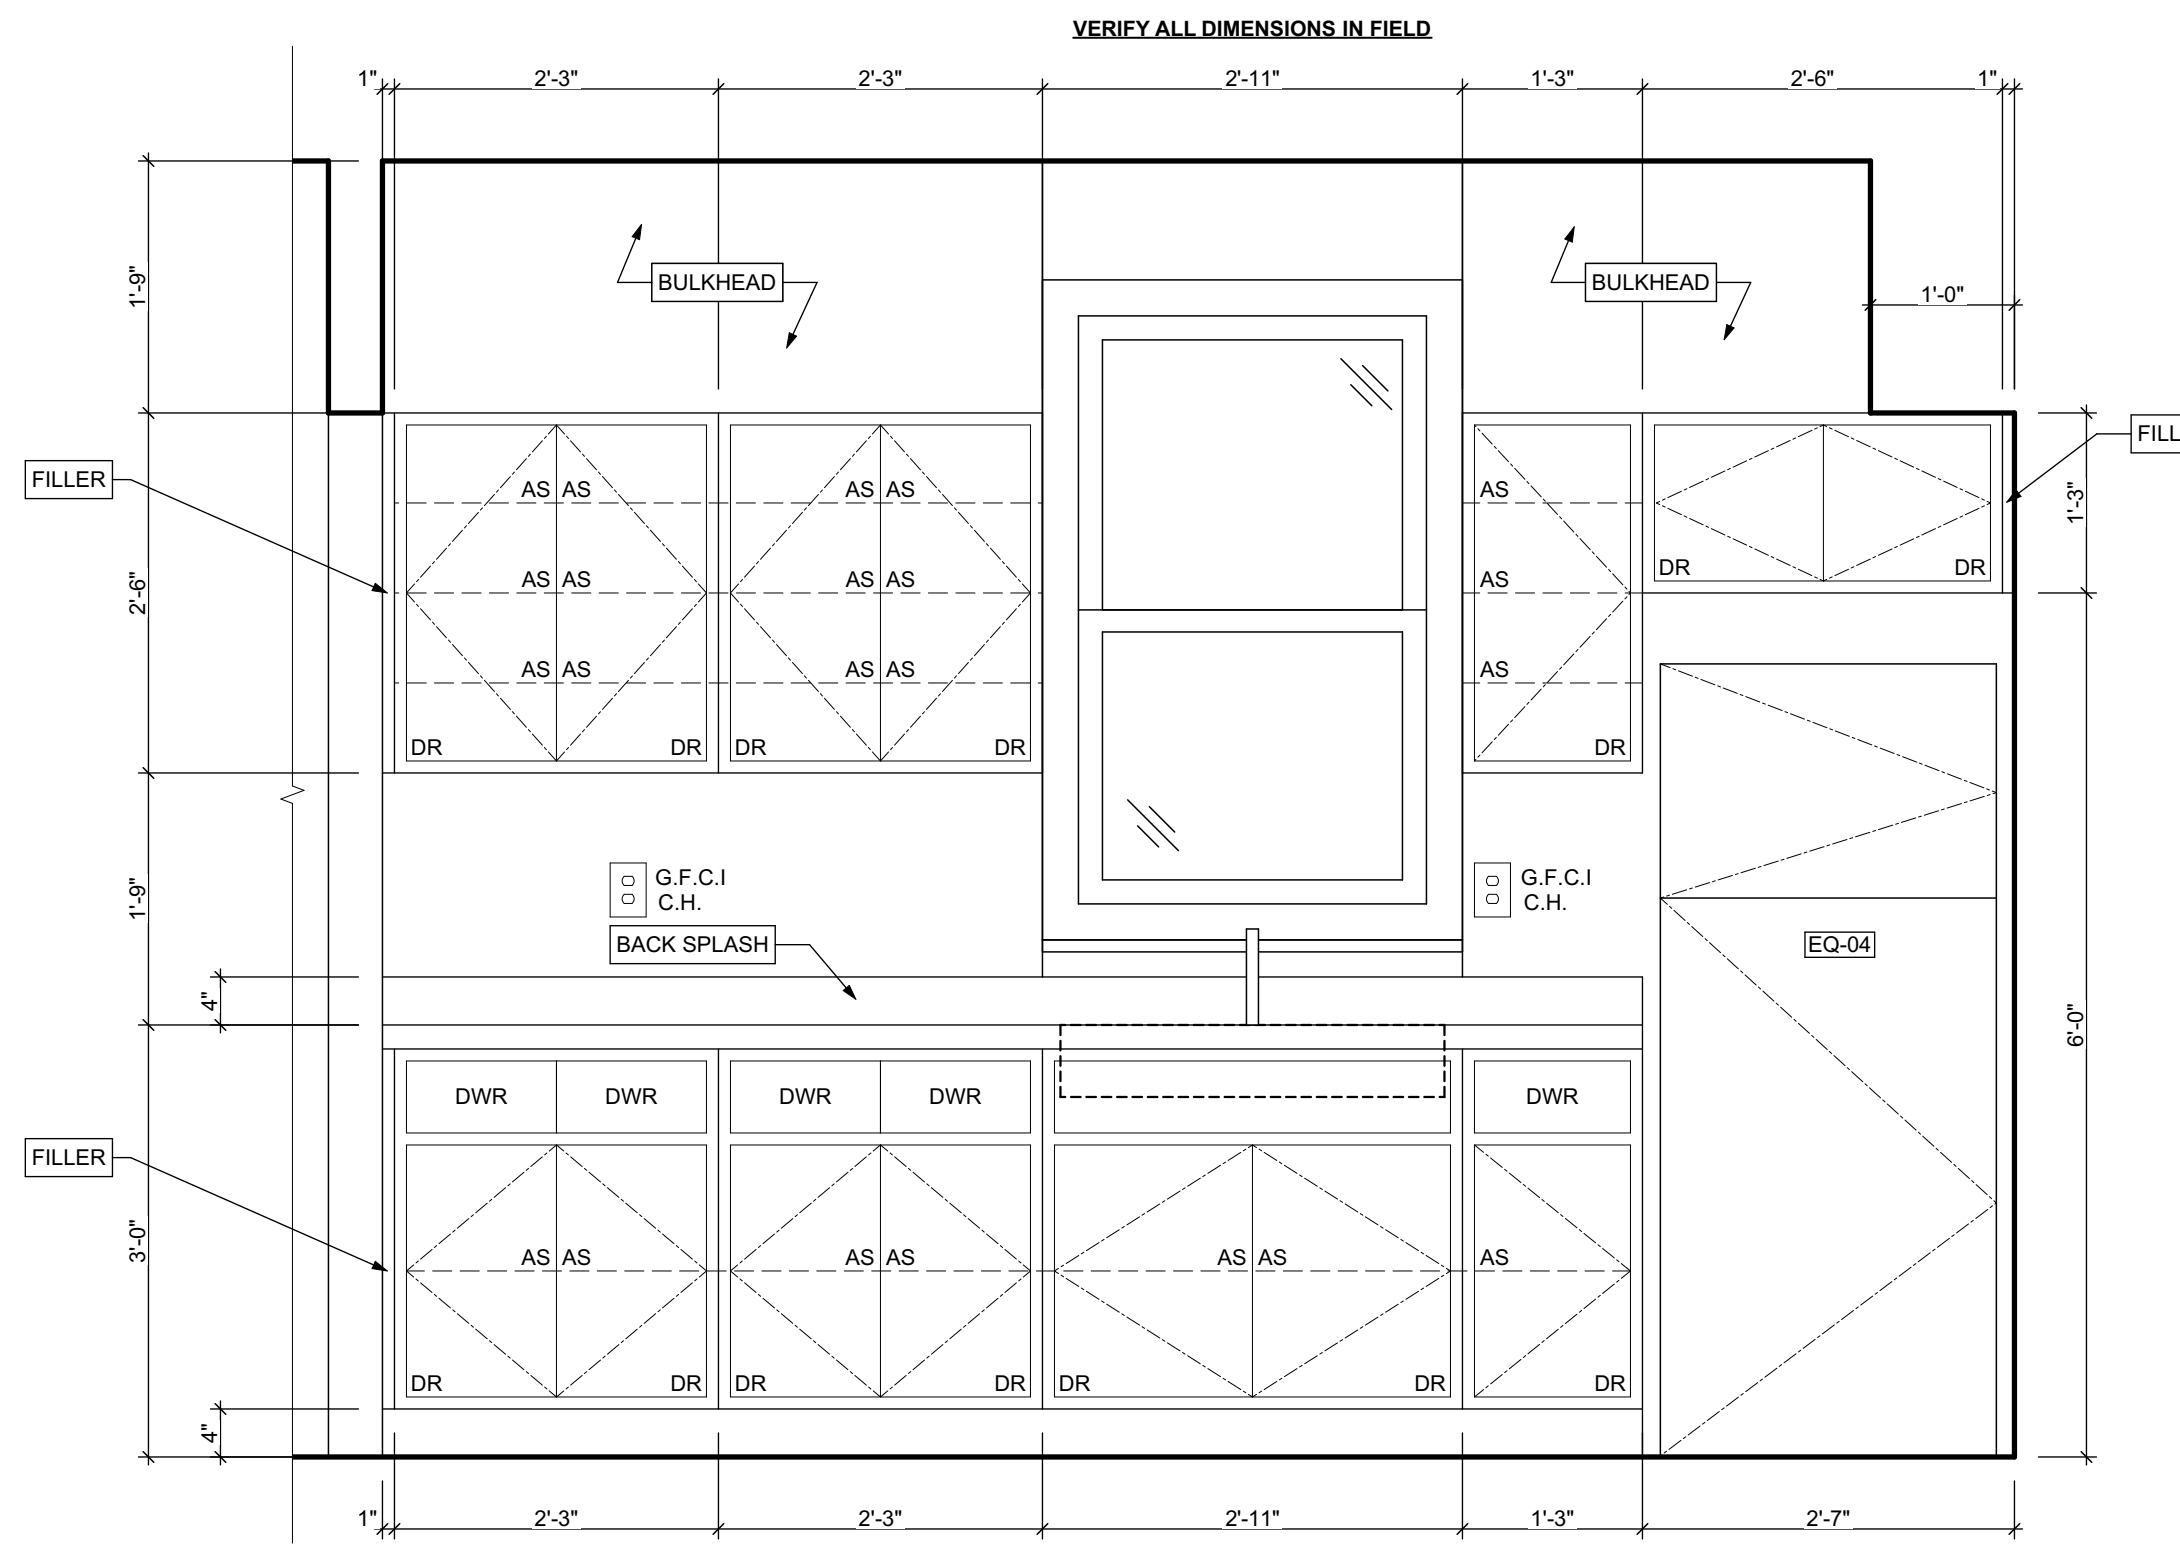 VERIFY ALL DIMENSIONS IN FIELD
1" 2'-3" 2'-3" 2'-11" 1'-3" 2'-6" 1"
1'-9"
BULKHEAD
BULKHEAD
1'-0"
FILL
FILLER
AS AS AS AS AS
1'-3"
DR DR
2'-6"
AS AS AS AS AS
AS AS AS AS AS
DR DR DR DR DR
1'-9"
G.F.C.I
C.H.
G.F.C.I
C.H.
BACK SPLASH
EQ-04
4"
6'-0"
DWR DWR DWR DWR DWR
FILLER
3'-0"
AS AS AS AS AS AS AS
DR DR DR DR DR DR DR
4"
1" 2'-3" 2'-3" 2'-11" 1'-3" 2'-7"